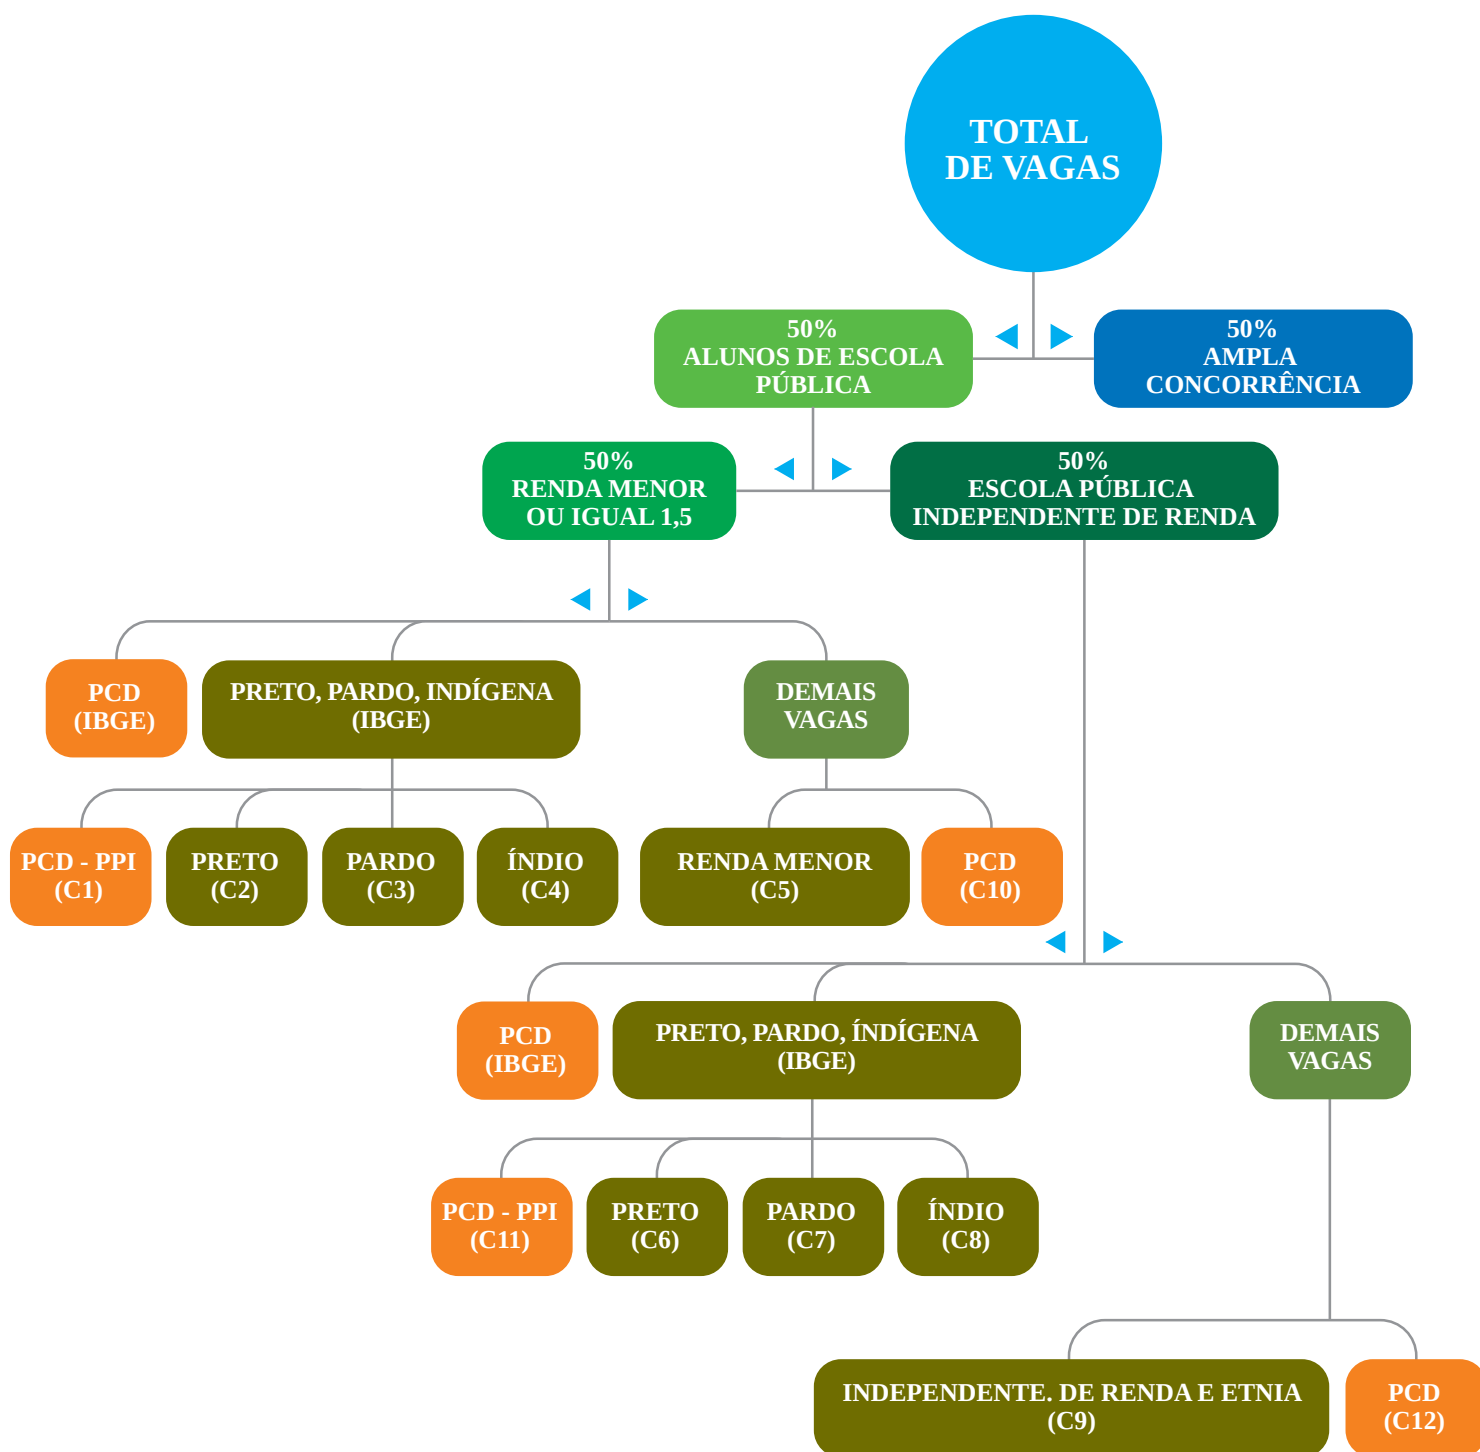 TOTAL
DE VAGAS
50%
ALUNOS DE ESCOLA
PÚBLICA
50%
AMPLA
CONCORRÊNCIA
50%
RENDA MENOR
OU IGUAL 1,5
50%
ESCOLA PÚBLICA
INDEPENDENTE DE RENDA
PCD
(IBGE)
PRETO, PARDO, INDÍGENA
(IBGE)
DEMAIS
VAGAS
PCD - PPI
(C1)
PRETO
(C2)
PARDO
(C3)
ÍNDIO
(C4)
RENDA MENOR
(C5)
PCD
(C10)
PCD
(IBGE)
PRETO, PARDO, ÍNDÍGENA
(IBGE)
DEMAIS
VAGAS
PCD - PPI
(C11)
PRETO
(C6)
PARDO
(C7)
ÍNDIO
(C8)
INDEPENDENTE. DE RENDA E ETNIA
(C9)
PCD
(C12)